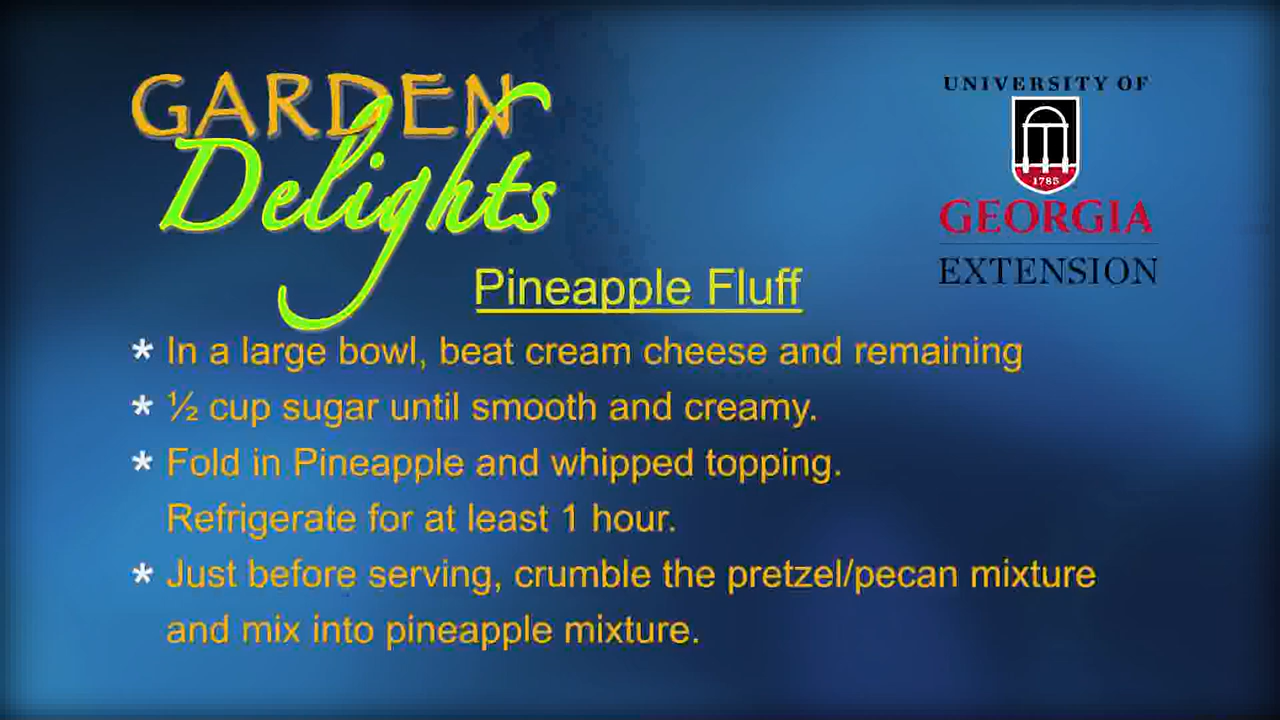 GARDEN
Delights
UNIVERSITY OF
1785
GEORGIA
EXTENSION
Pineapple Fluff
* In a large bowl, beat cream cheese and remaining
* ½ cup sugar until smooth and creamy.
* Fold in Pineapple and whipped topping.
Refrigerate for at least 1 hour.
* Just before serving, crumble the pretzel/pecan mixture
and mix into pineapple mixture.